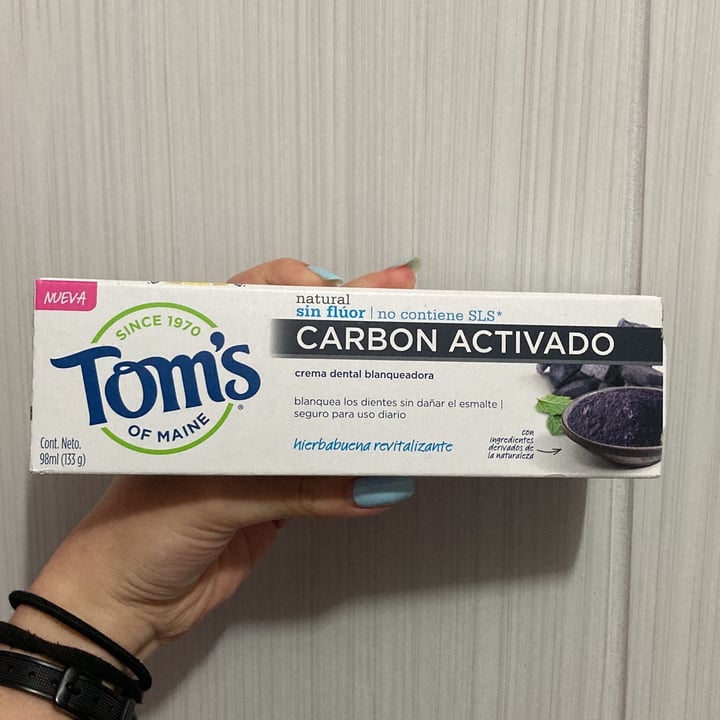 NUEVA
SINCE 1970
Tom's
OF MAINE
®
Cont. Neto.
98ml (133 g)
natural
sin flúor | no contiene SLS*
CARBON ACTIVADO
crema dental blanqueadora
blanquea los dientes sin dañar el esmalte |
seguro para uso diario
hierbabuena revitalizante
con
ingredientes
derivados de
la naturaleza